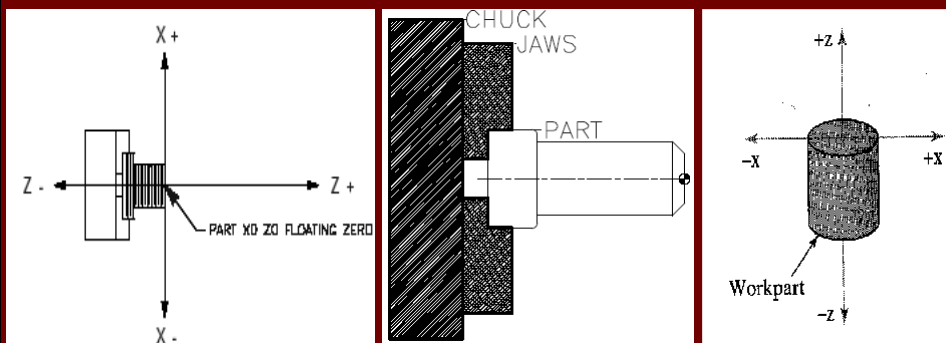 X+
Z -
Z+
PART X0 Z0 FLOATING ZERO
X -
CHUCK
JAWS
PART
+z
-x
+x
Workpart
-z